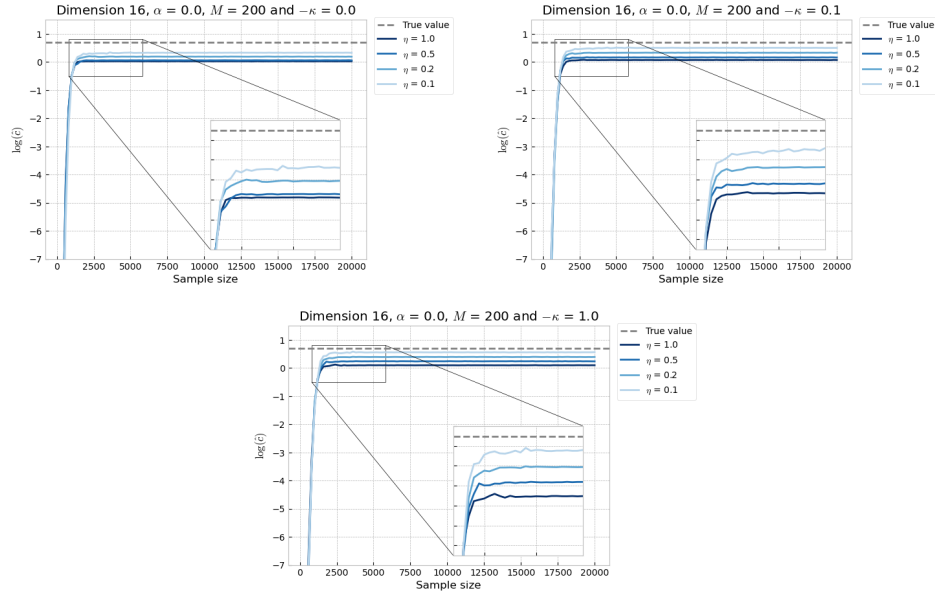 Dimension 16, α = 0.0, M = 200 and −κ = 0.0
1
0
−1
−2
−3
−4
−5
−6
−7
log(ĉ)
0 2500 5000 7500 10000 12500 15000 17500 20000
Sample size
True value
η = 1.0
η = 0.5
η = 0.2
η = 0.1
Dimension 16, α = 0.0, M = 200 and −κ = 0.1
1
0
−1
−2
−3
−4
−5
−6
−7
log(ĉ)
0 2500 5000 7500 10000 12500 15000 17500 20000
Sample size
True value
η = 1.0
η = 0.5
η = 0.2
η = 0.1
Dimension 16, α = 0.0, M = 200 and −κ = 1.0
1
0
−1
−2
−3
−4
−5
−6
−7
log(ĉ)
0 2500 5000 7500 10000 12500 15000 17500 20000
Sample size
True value
η = 1.0
η = 0.5
η = 0.2
η = 0.1